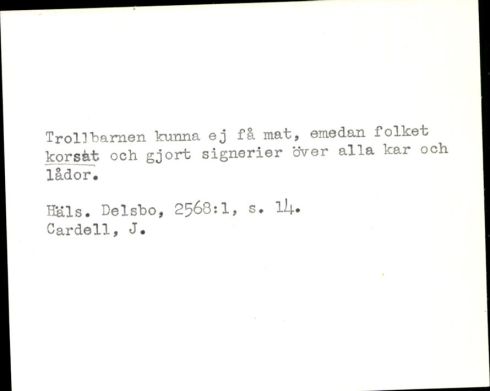 Trollbarnen kunna ej få mat, emedan folket
korsat och gjort signerier över alla kar och
lådor.
Häls. Delsbo, 2568:1, s. 14.
Cardell, J.